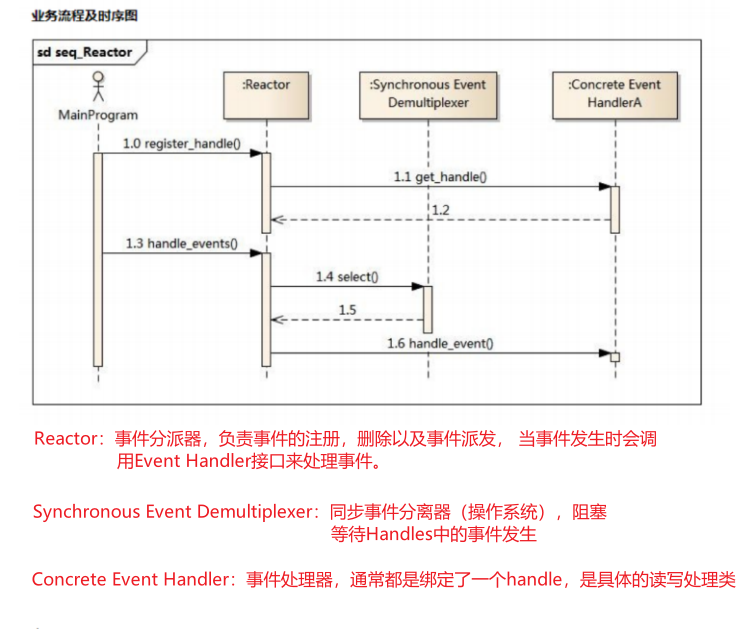 业务流程及时序图
sd seq_Reactor
MainProgram
:Reactor
:Synchronous Event
Demultiplexer
:Concrete Event
HandlerA
1.0 register_handle()
1.1 get_handle()
1.2
1.3 handle_events()
1.4 select()
1.5
1.6 handle_event()
Reactor：事件分派器，负责事件的注册，删除以及事件派发， 当事件发生时会调
用Event Handler接口来处理事件。
Synchronous Event Demultiplexer：同步事件分离器（操作系统），阻塞
等待Handles中的事件发生
Concrete Event Handler：事件处理器，通常都是绑定了一个handle，是具体的读写处理类